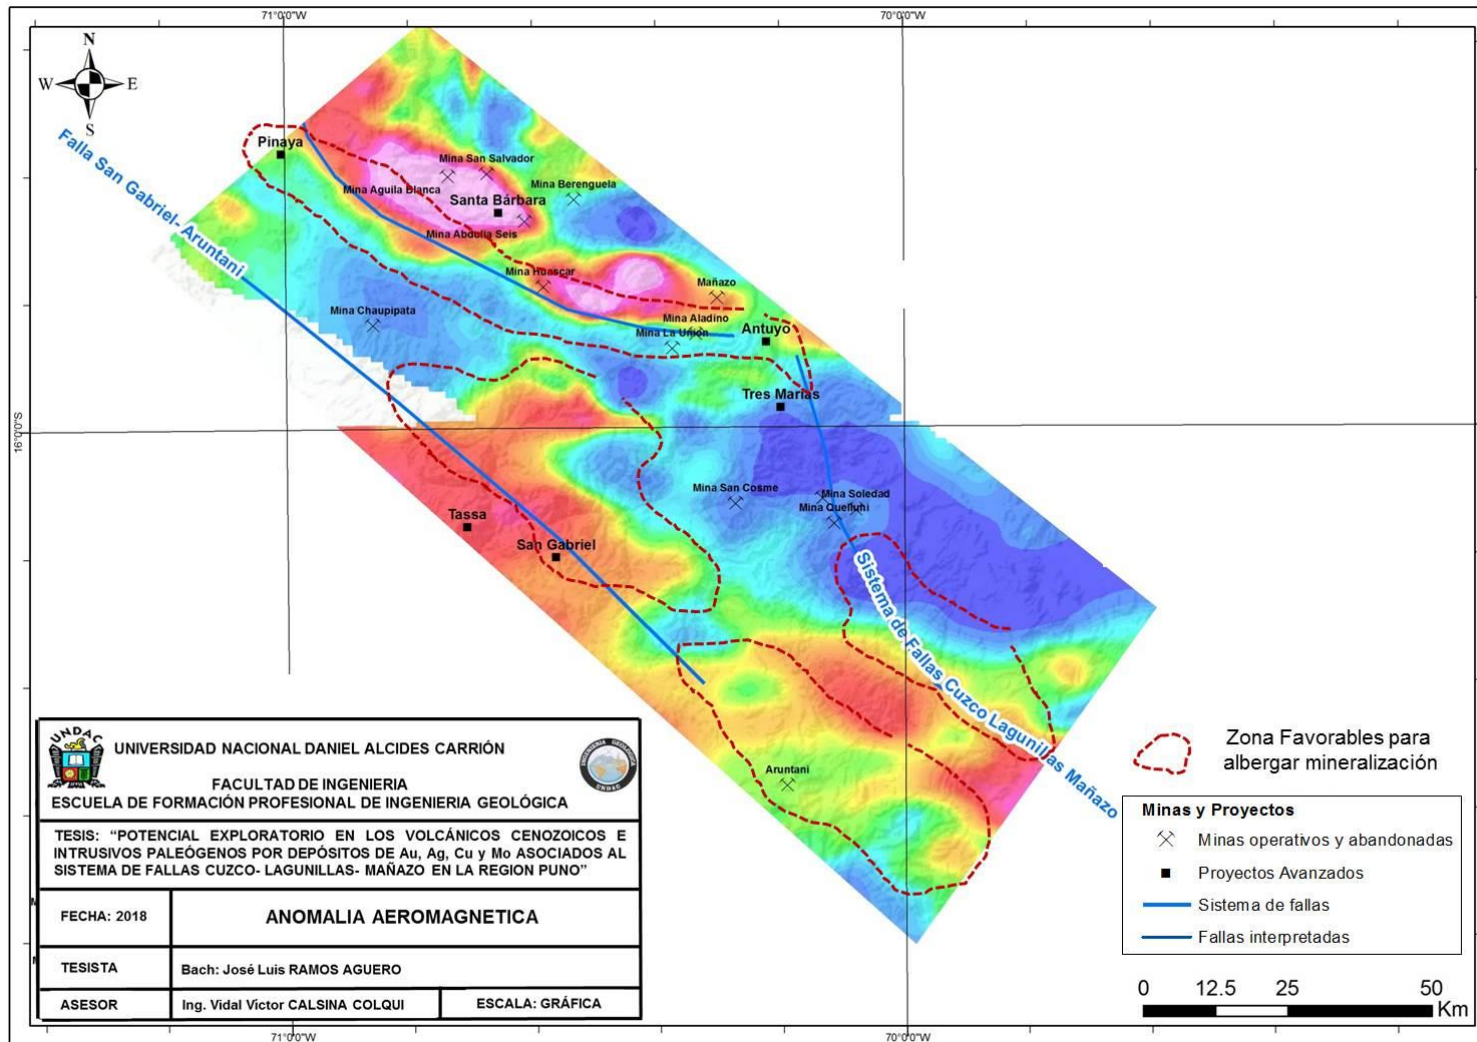 71°0'0"W
70°0'0"W
N
W
E
S
Pinaya
Falla San Gabriel- Aruntani
Mina San Salvador
Mina Berenguela
Mina Aguila Blanca
Santa Bárbara
Mina Abdulia Seis
Mina Huascar
Mañazo
Mina Chaupipata
Mina Aladino
Mina La Union
Antuyo
Tres Marias
16°0'0"S
Mina San Cosme
Mina Soledad
Mina Quelluni
Tassa
San Gabriel
Sistema de Fallas Cuzco Lagunillas Mañazo
Aruntani
UNDAC
UNIVERSIDAD NACIONAL DANIEL ALCIDES CARRIÓN
FACULTAD DE INGENIERIA
ESCUELA DE FORMACIÓN PROFESIONAL DE INGENIERIA GEOLÓGICA
TESIS: “POTENCIAL EXPLORATORIO EN LOS VOLCÁNICOS CENOZOICOS E
INTRUSIVOS PALEÓGENOS POR DEPÓSITOS DE Au, Ag, Cu y Mo ASOCIADOS AL
SISTEMA DE FALLAS CUZCO- LAGUNILLAS- MAÑAZO EN LA REGION PUNO”
FECHA: 2018
ANOMALIA AEROMAGNETICA
TESISTA
Bach: José Luis RAMOS AGUERO
ASESOR
Ing. Vidal Victor CALSINA COLQUI
ESCALA: GRÁFICA
Zona Favorables para
albergar mineralización
Minas y Proyectos
Minas operativos y abandonadas
Proyectos Avanzados
Sistema de fallas
Fallas interpretadas
0 12.5 25 50
Km
71°0'0"W
70°0'0"W